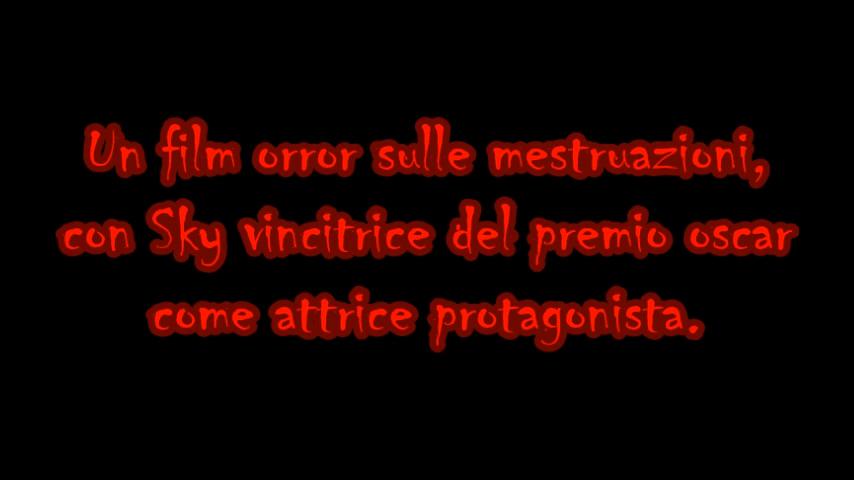 Un film orror sulle mestruazioni,
con Sky vincitrice del premio oscar
come attrice protagonista.